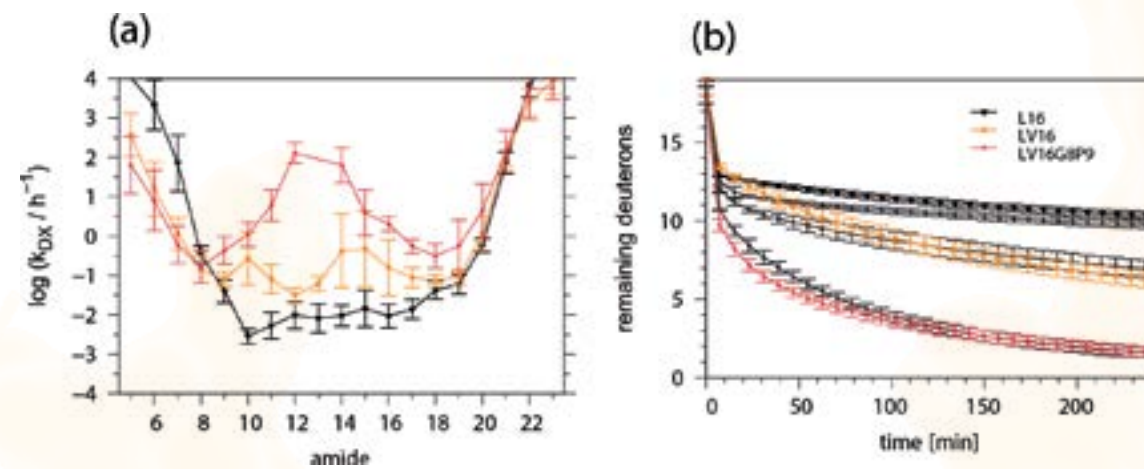 (a)
4
3
2
1
0
−1
−2
−3
−4
log (kDX / h⁻¹)
6 8 10 12 14 16 18 20 22
amide
(b)
15
10
5
0
remaining deuterons
L16
LV16
LV16G8P9
0 50 100 150 200
time [min]